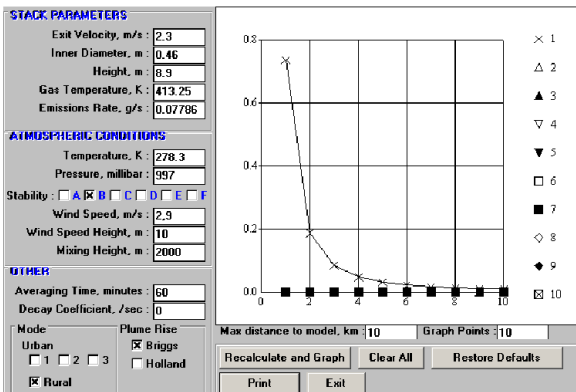 STACK PARAMETERS
Exit Velocity, m/s : 2.3
Inner Diameter, m : 0.46
Height, m : 8.9
Gas Temperature, K : 413.25
Emissions Rate, g/s : 0.07786
ATMOSPHERIC CONDITIONS
Temperature, K : 278.3
Pressure, millibar : 997
Stability : A B C D E F
Wind Speed, m/s : 2.9
Wind Speed Height, m : 10
Mixing Height, m : 2000
OTHER
Averaging Time, minutes : 60
Decay Coefficient, /sec : 0
Mode
Urban
1 2 3
Rural
Plume Rise
Briggs
Holland
0.8
0.6
0.4
0.2
0.0
0 2 4 6 8 10
1
2
3
4
5
6
7
8
9
10
Max distance to model, km : 10 Graph Points : 10
Recalculate and Graph Clear All Restore Defaults
Print Exit